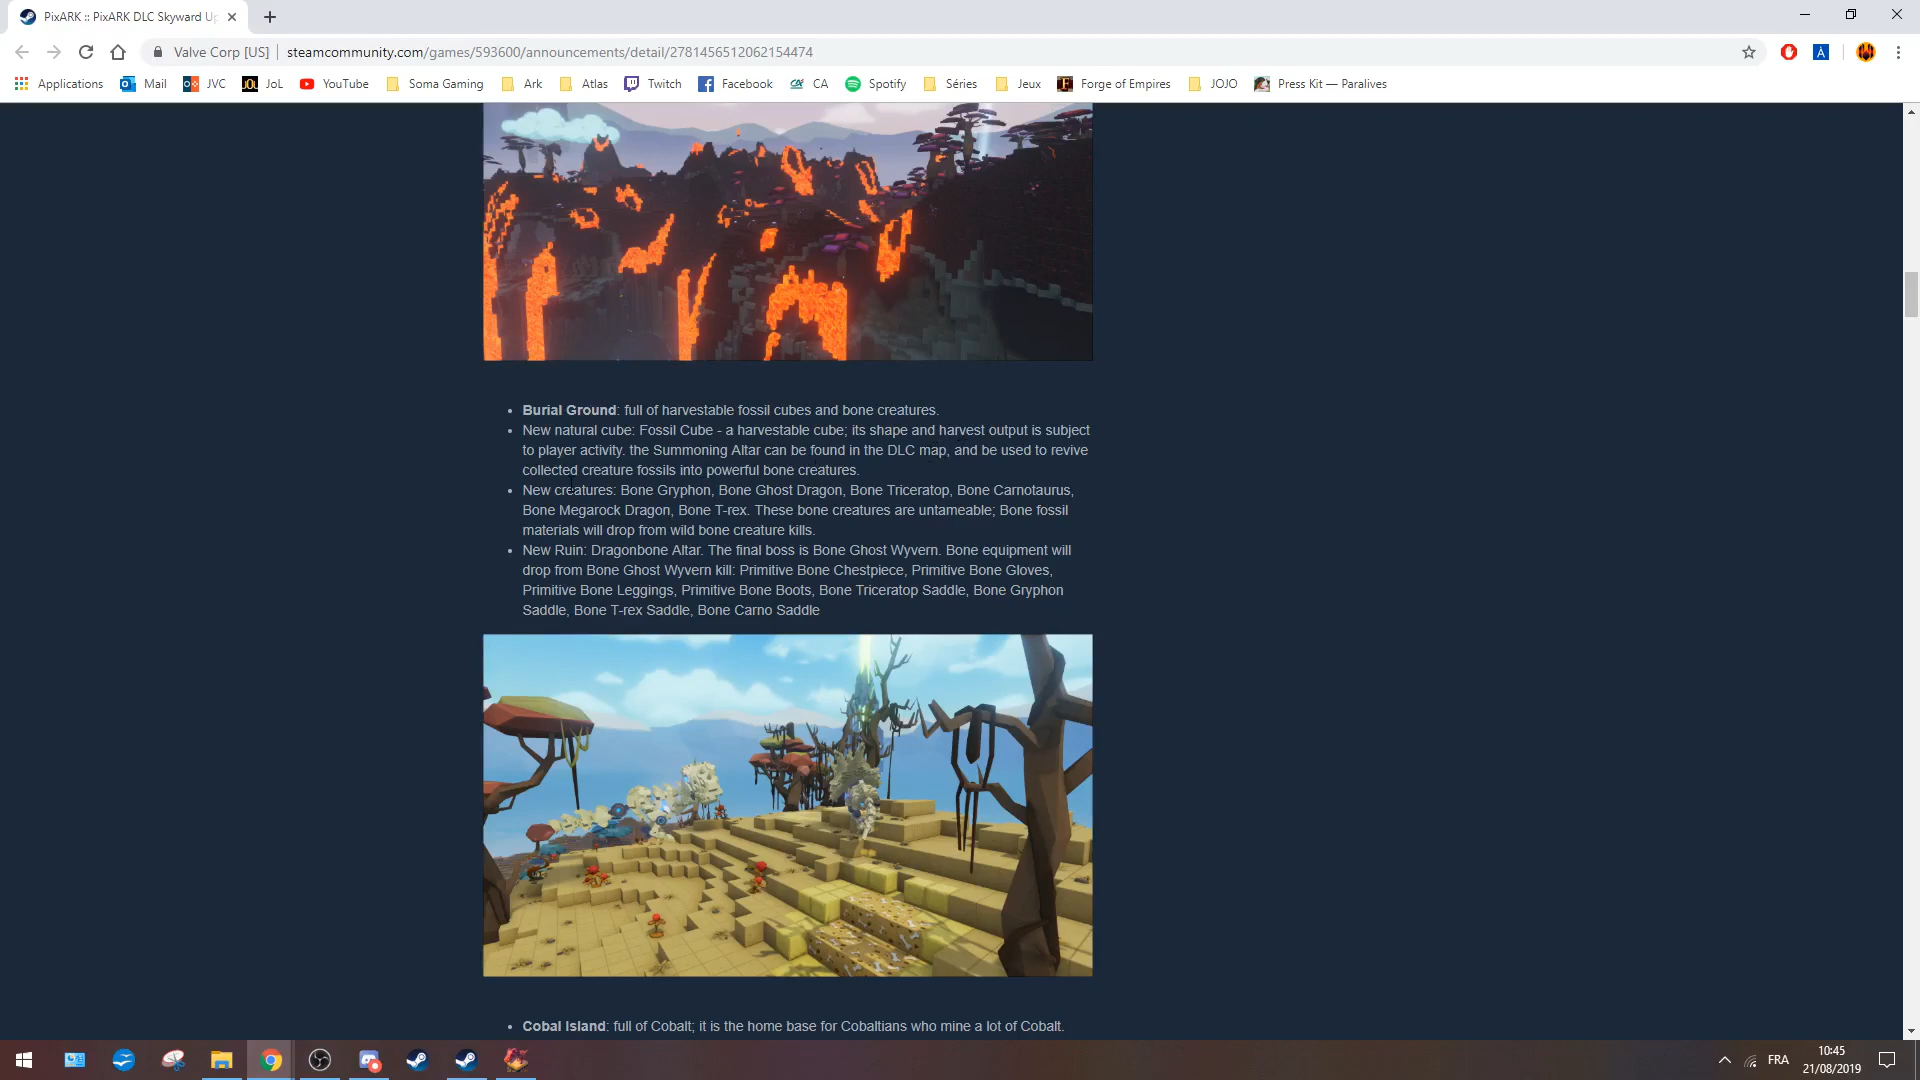 PixARK :: PixARK DLC Skyward Up
Valve Corp [US] | steamcommunity.com/games/593600/announcements/detail/2781456512062154474
Applications Mail JVC JoL YouTube Soma Gaming Ark Atlas Twitch Facebook CA Spotify Séries Jeux Forge of Empires JOJO Press Kit — Paralives
Burial Ground: full of harvestable fossil cubes and bone creatures.
New natural cube: Fossil Cube - a harvestable cube; its shape and harvest output is subject
to player activity. the Summoning Altar can be found in the DLC map, and be used to revive
collected creature fossils into powerful bone creatures.
New creatures: Bone Gryphon, Bone Ghost Dragon, Bone Triceratop, Bone Carnotaurus,
Bone Megarock Dragon, Bone T-rex. These bone creatures are untameable; Bone fossil
materials will drop from wild bone creature kills.
New Ruin: Dragonbone Altar. The final boss is Bone Ghost Wyvern. Bone equipment will
drop from Bone Ghost Wyvern kill: Primitive Bone Chestpiece, Primitive Bone Gloves,
Primitive Bone Leggings, Primitive Bone Boots, Bone Triceratop Saddle, Bone Gryphon
Saddle, Bone T-rex Saddle, Bone Carno Saddle
Cobal Island: full of Cobalt; it is the home base for Cobaltians who mine a lot of Cobalt.
FRA
10:45
21/08/2019